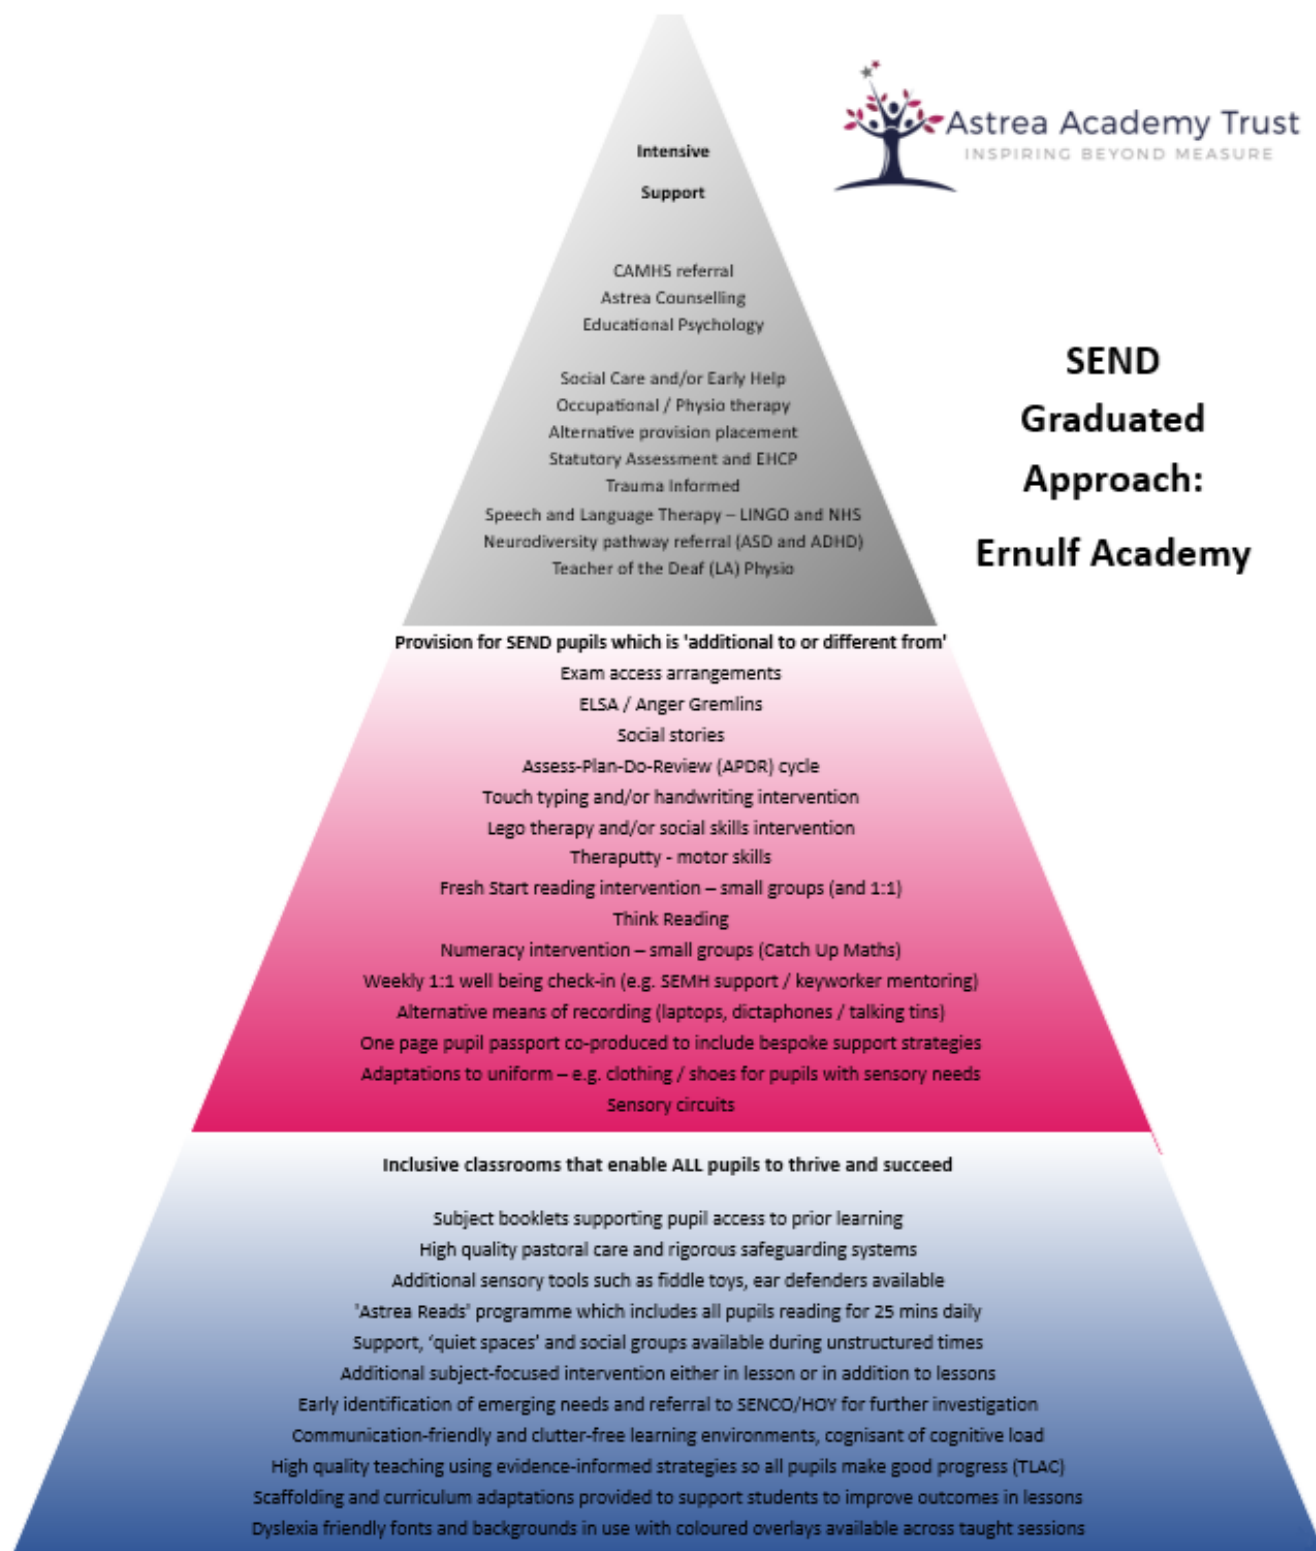 Astrea Academy Trust
INSPIRING BEYOND MEASURE
SEND
Graduated
Approach:
Ernulf Academy
Intensive
Support
CAMHS referral
Astrea Counselling
Educational Psychology
Social Care and/or Early Help
Occupational / Physio therapy
Alternative provision placement
Statutory Assessment and EHCP
Trauma Informed
Speech and Language Therapy – LINGO and NHS
Neurodiversity pathway referral (ASD and ADHD)
Teacher of the Deaf (LA) Physio
Provision for SEND pupils which is 'additional to or different from'
Exam access arrangements
ELSA / Anger Gremlins
Social stories
Assess-Plan-Do-Review (APDR) cycle
Touch typing and/or handwriting intervention
Lego therapy and/or social skills intervention
Theraputty - motor skills
Fresh Start reading intervention – small groups (and 1:1)
Think Reading
Numeracy intervention – small groups (Catch Up Maths)
Weekly 1:1 well being check-in (e.g. SEMH support / keyworker mentoring)
Alternative means of recording (laptops, dictaphones / talking tins)
One page pupil passport co-produced to include bespoke support strategies
Adaptations to uniform – e.g. clothing / shoes for pupils with sensory needs
Sensory circuits
Inclusive classrooms that enable ALL pupils to thrive and succeed
Subject booklets supporting pupil access to prior learning
High quality pastoral care and rigorous safeguarding systems
Additional sensory tools such as fiddle toys, ear defenders available
'Astrea Reads' programme which includes all pupils reading for 25 mins daily
Support, ‘quiet spaces’ and social groups available during unstructured times
Additional subject-focused intervention either in lesson or in addition to lessons
Early identification of emerging needs and referral to SENCO/HOY for further investigation
Communication-friendly and clutter-free learning environments, cognisant of cognitive load
High quality teaching using evidence-informed strategies so all pupils make good progress (TLAC)
Scaffolding and curriculum adaptations provided to support students to improve outcomes in lessons
Dyslexia friendly fonts and backgrounds in use with coloured overlays available across taught sessions